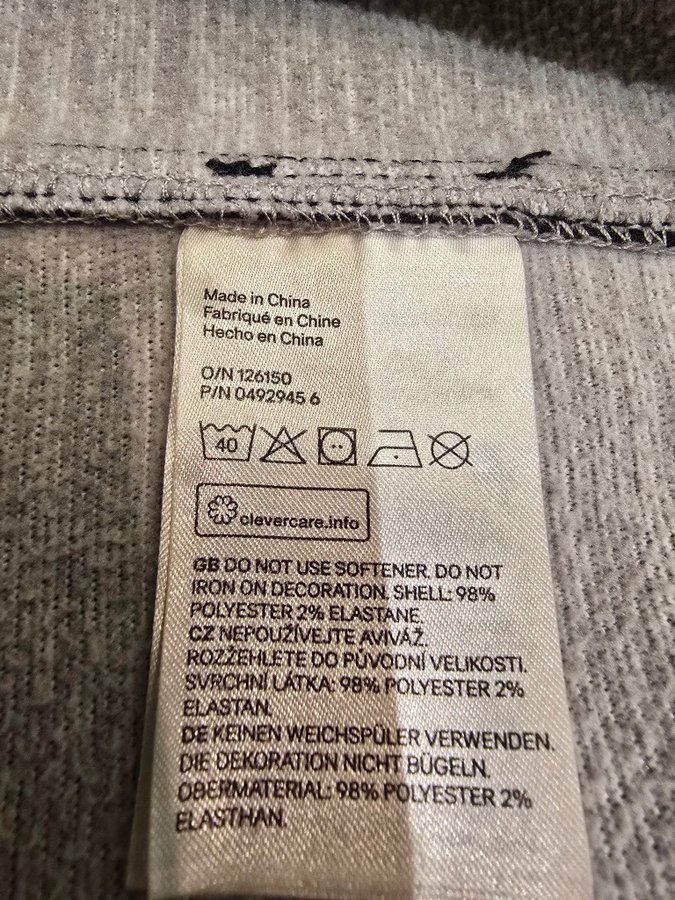 Made in China
Fabriqué en Chine
Hecho en China
O/N 126150
P/N 0492945 6
40
clevercare.info
GB DO NOT USE SOFTENER. DO NOT
IRON ON DECORATION. SHELL: 98%
POLYESTER 2% ELASTANE.
CZ NEPOUŽÍVEJTE AVIVÁŽ.
ROZŽEHLETE DO PŮVODNÍ VELIKOSTI.
SVRCHNÍ LÁTKA: 98% POLYESTER 2%
ELASTAN.
DE KEINEN WEICHSPÜLER VERWENDEN.
DIE DEKORATION NICHT BÜGELN.
OBERMATERIAL: 98% POLYESTER 2%
ELASTHAN.